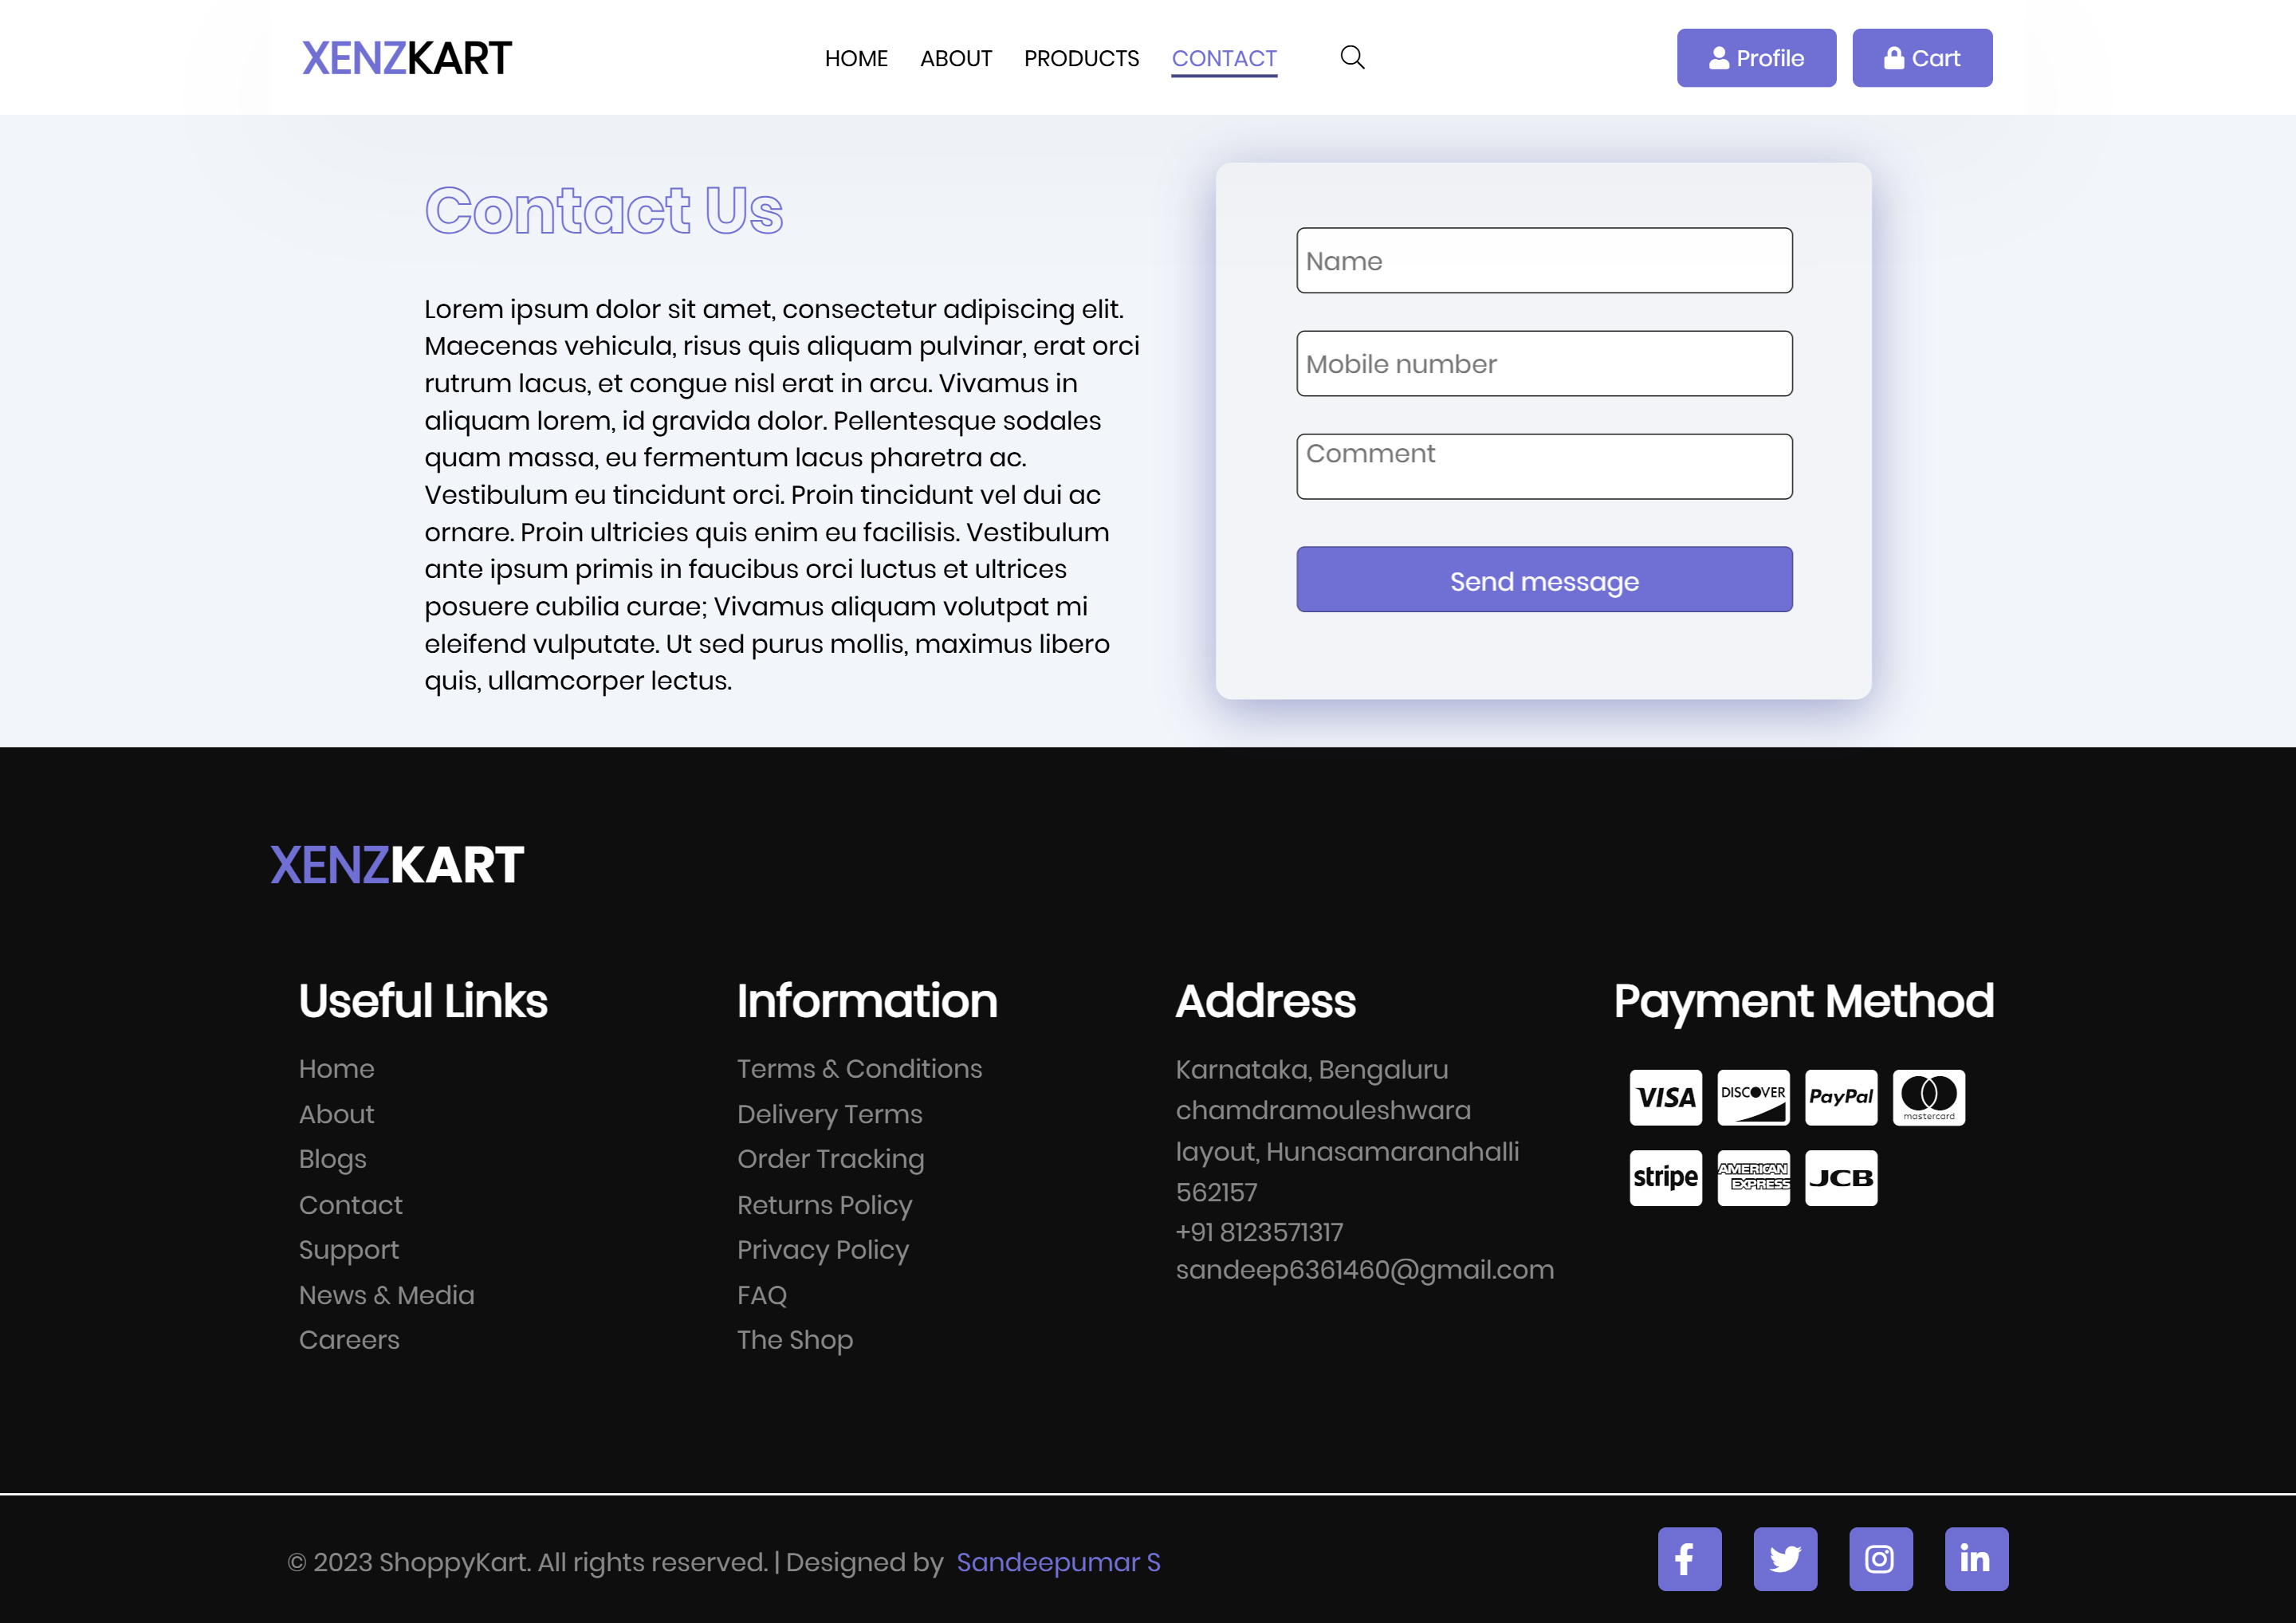 XENZKART
HOME ABOUT PRODUCTS CONTACT
Profile Cart
Contact Us
Lorem ipsum dolor sit amet, consectetur adipiscing elit.
Maecenas vehicula, risus quis aliquam pulvinar, erat orci
rutrum lacus, et congue nisl erat in arcu. Vivamus in
aliquam lorem, id gravida dolor. Pellentesque sodales
quam massa, eu fermentum lacus pharetra ac.
Vestibulum eu tincidunt orci. Proin tincidunt vel dui ac
ornare. Proin ultricies quis enim eu facilisis. Vestibulum
ante ipsum primis in faucibus orci luctus et ultrices
posuere cubilia curae; Vivamus aliquam volutpat mi
eleifend vulputate. Ut sed purus mollis, maximus libero
quis, ullamcorper lectus.
Name
Mobile number
Comment
Send message
XENZKART
Useful Links
Home
About
Blogs
Contact
Support
News & Media
Careers
Information
Terms & Conditions
Delivery Terms
Order Tracking
Returns Policy
Privacy Policy
FAQ
The Shop
Address
Karnataka, Bengaluru
chamdramouleshwara
layout, Hunasamaranahalli
562157
+91 8123571317
sandeep6361460@gmail.com
Payment Method
VISA DISCOVER PayPal mastercard
stripe AMERICAN EXPRESS JCB
© 2023 ShoppyKart. All rights reserved. | Designed by Sandeepumar S